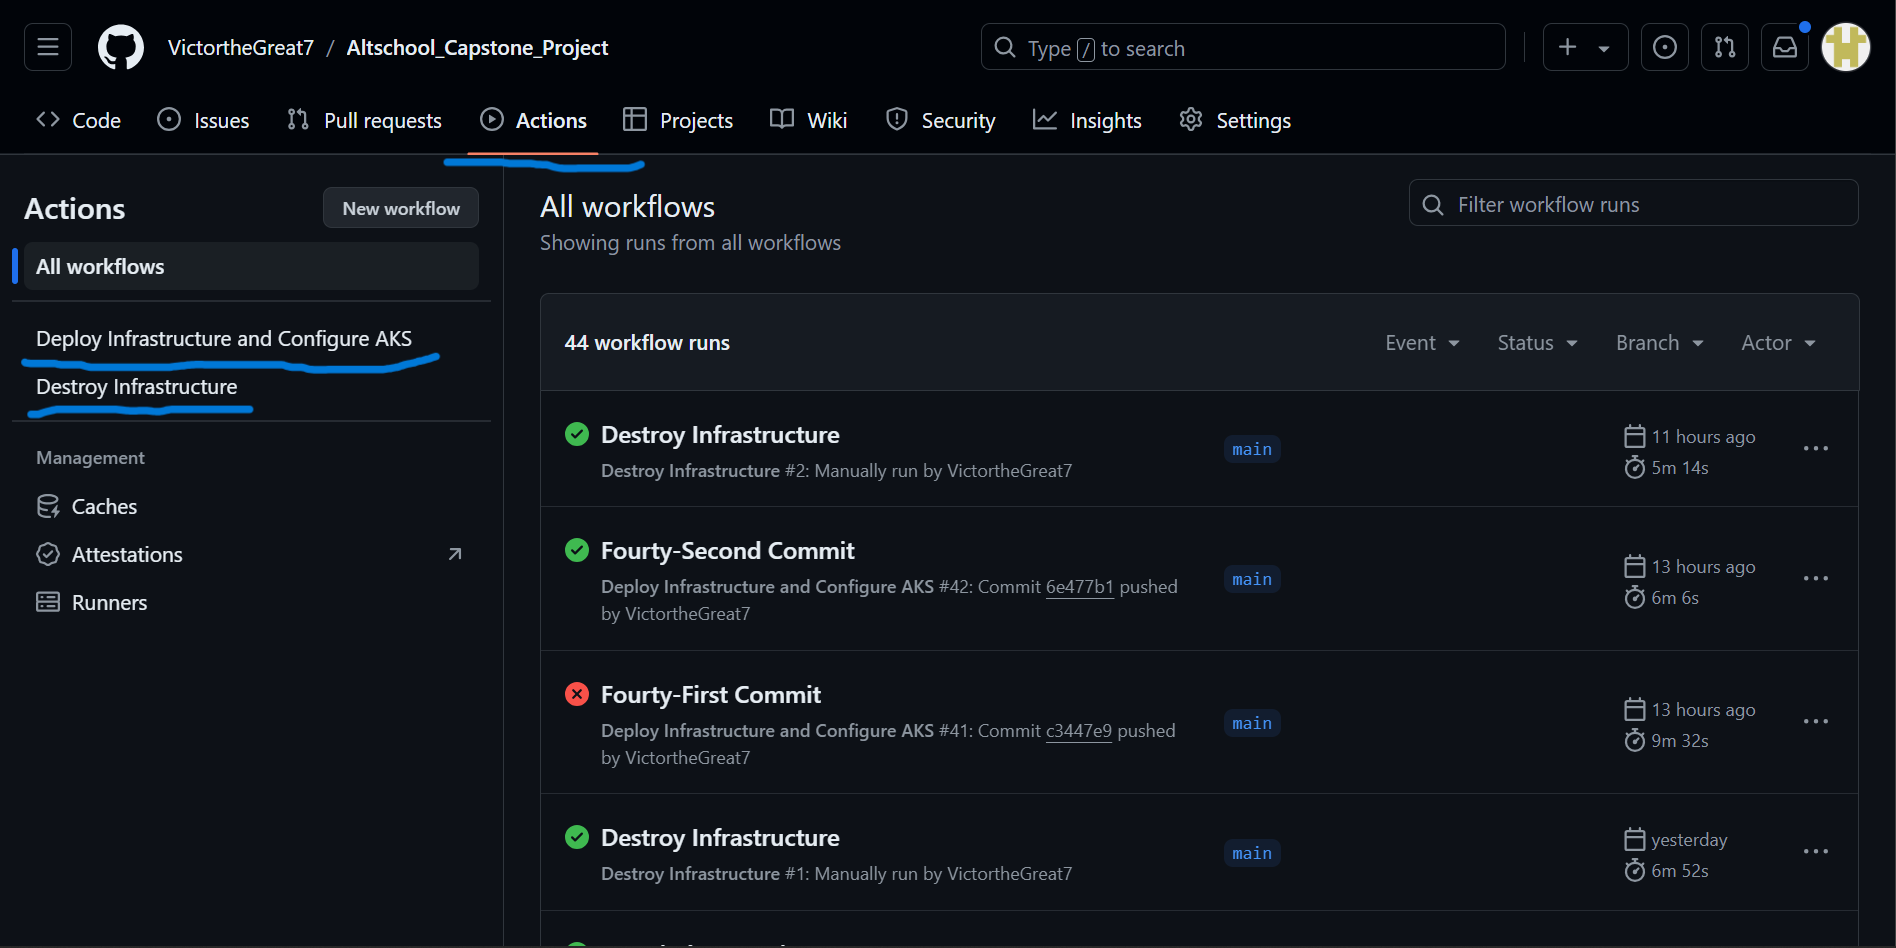 VictortheGreat7 / Altschool_Capstone_Project
Type / to search
Code
Issues
Pull requests
Actions
Projects
Wiki
Security
Insights
Settings
Actions
New workflow
All workflows
Deploy Infrastructure and Configure AKS
Destroy Infrastructure
Management
Caches
Attestations
Runners
All workflows
Showing runs from all workflows
Filter workflow runs
44 workflow runs
Event
Status
Branch
Actor
Destroy Infrastructure
Destroy Infrastructure #2: Manually run by VictortheGreat7
main
11 hours ago
5m 14s
Fourty-Second Commit
Deploy Infrastructure and Configure AKS #42: Commit 6e477b1 pushed
by VictortheGreat7
main
13 hours ago
6m 6s
Fourty-First Commit
Deploy Infrastructure and Configure AKS #41: Commit c3447e9 pushed
by VictortheGreat7
main
13 hours ago
9m 32s
Destroy Infrastructure
Destroy Infrastructure #1: Manually run by VictortheGreat7
main
yesterday
6m 52s